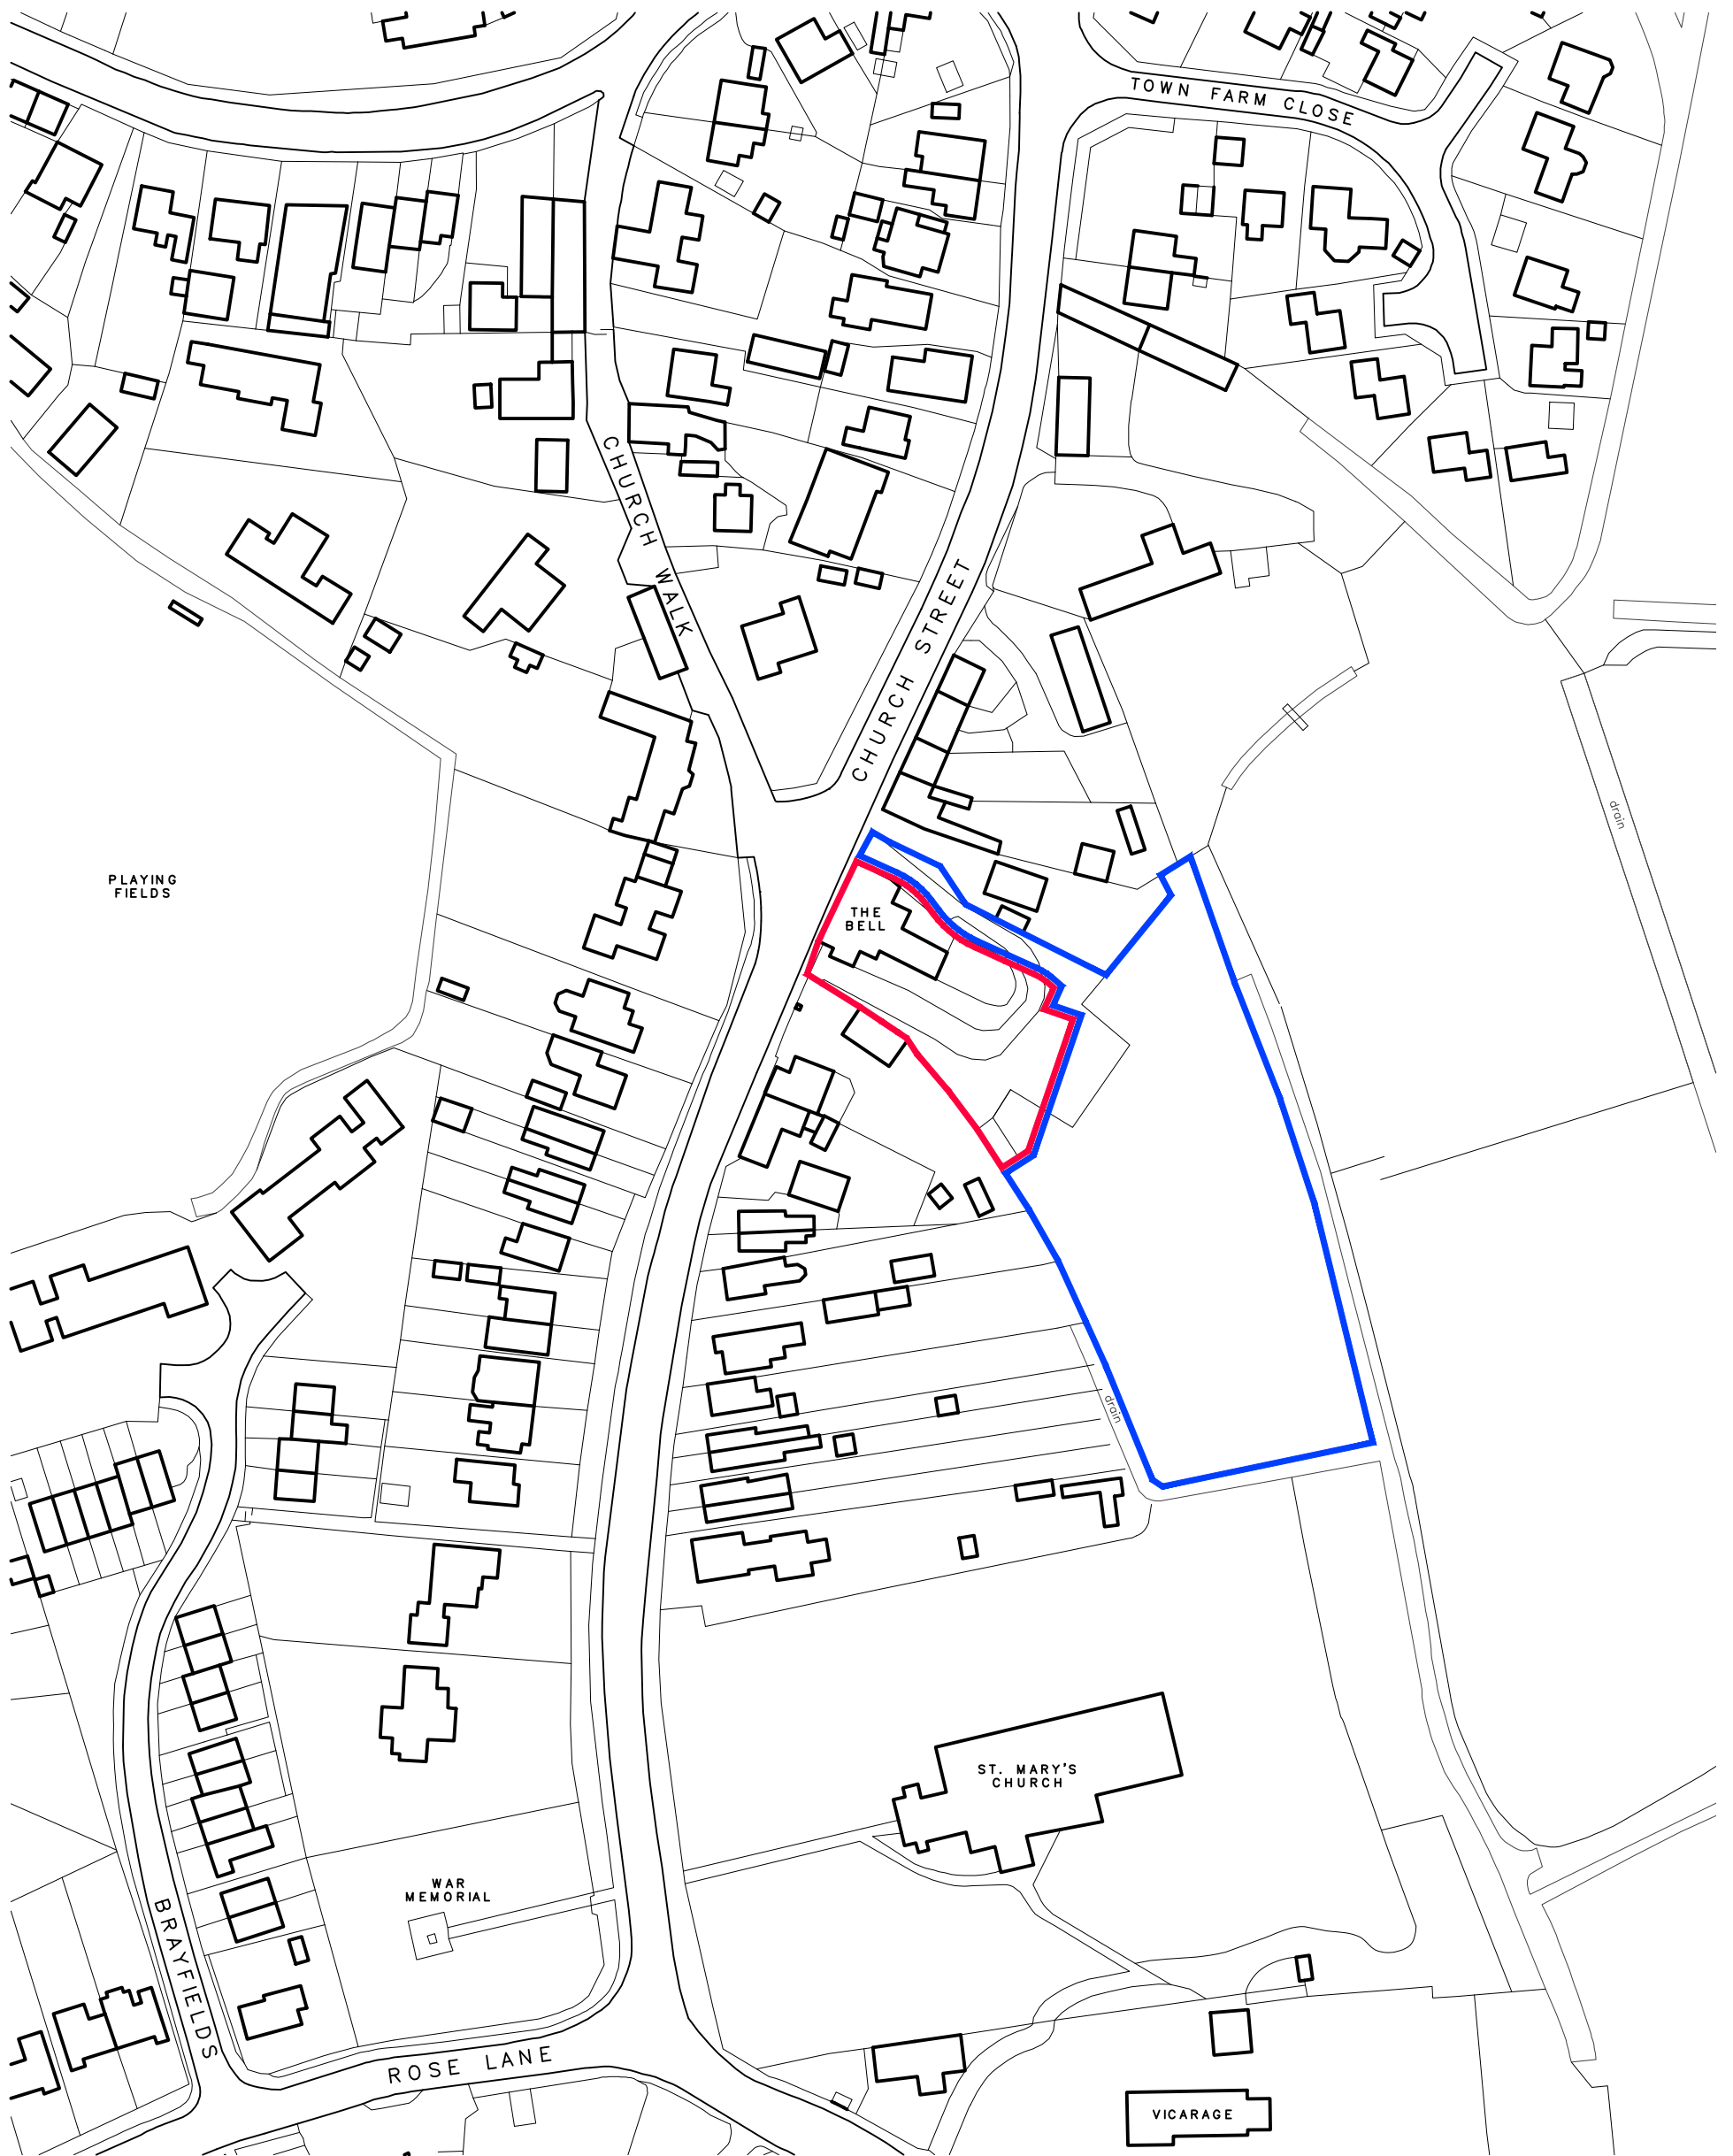 TOWN FARM CLOSE
CHURCH WALK
CHURCH STREET
drain
PLAYING
FIELDS
THE
BELL
drain
ST. MARY'S
CHURCH
WAR
MEMORIAL
BRAYFIELDS
ROSE LANE
VICARAGE